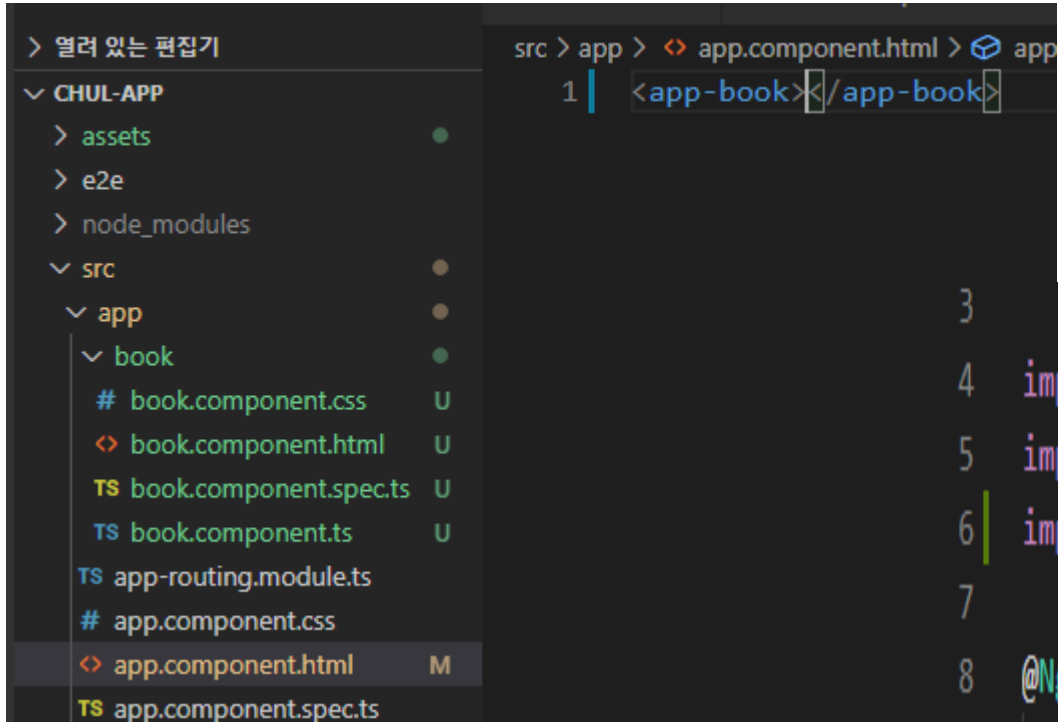 열려 있는 편집기
CHUL-APP
assets
e2e
node_modules
src
app
book
# book.component.css U
<> book.component.html U
TS book.component.spec.ts U
TS book.component.ts U
TS app-routing.module.ts
# app.component.css
<> app.component.html M
TS app.component.spec.ts
src > app > <> app.component.html > app
1 <app-book></app-book>
3
4 im
5 im
6 im
7
8 @N